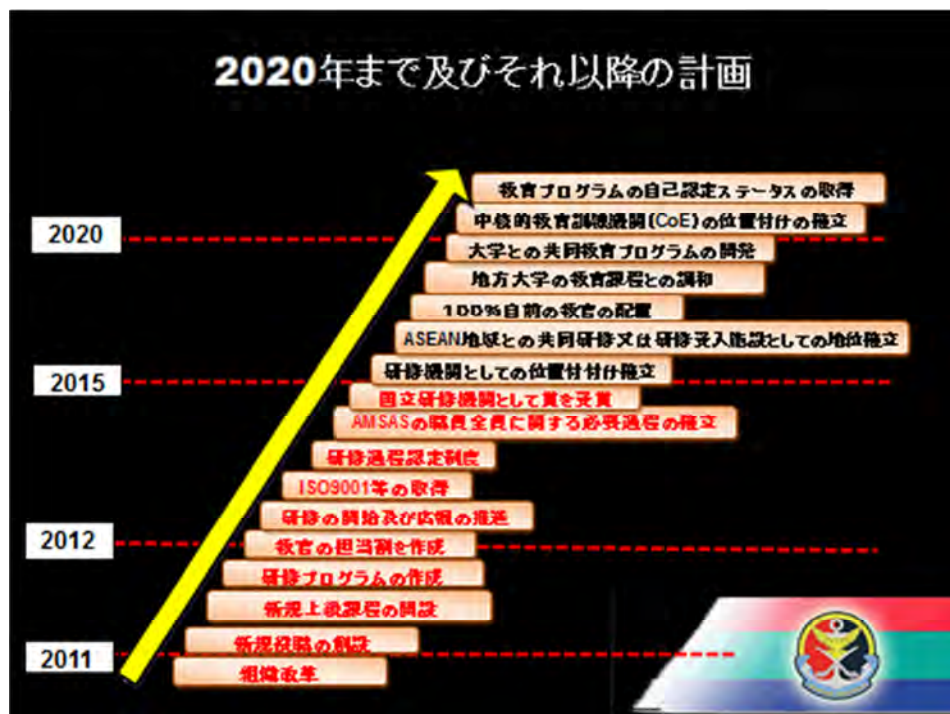 2020年まで及びそれ以降の計画
教育プログラムの自己認定ステータスの取得
中核的教育訓練機関(CoE)の位置付けの確立
2020
大学との共同教育プログラムの開発
地方大学の教育課程との調和
100%自前の教官の配置
ASEAN地域との共同研修又は研修受入施設としての地位確立
研修機関としての位置付付け確立
2015
国立研修機関として賞を受賞
AMSASの職員全員に関する必要過程の確立
研修過程認定制度
ISO9001等の取得
研修の開始及び広報の推進
2012
教官の担当割を作成
研修プログラムの作成
新規上級課程の開設
新規役職の創設
2011
組織改革